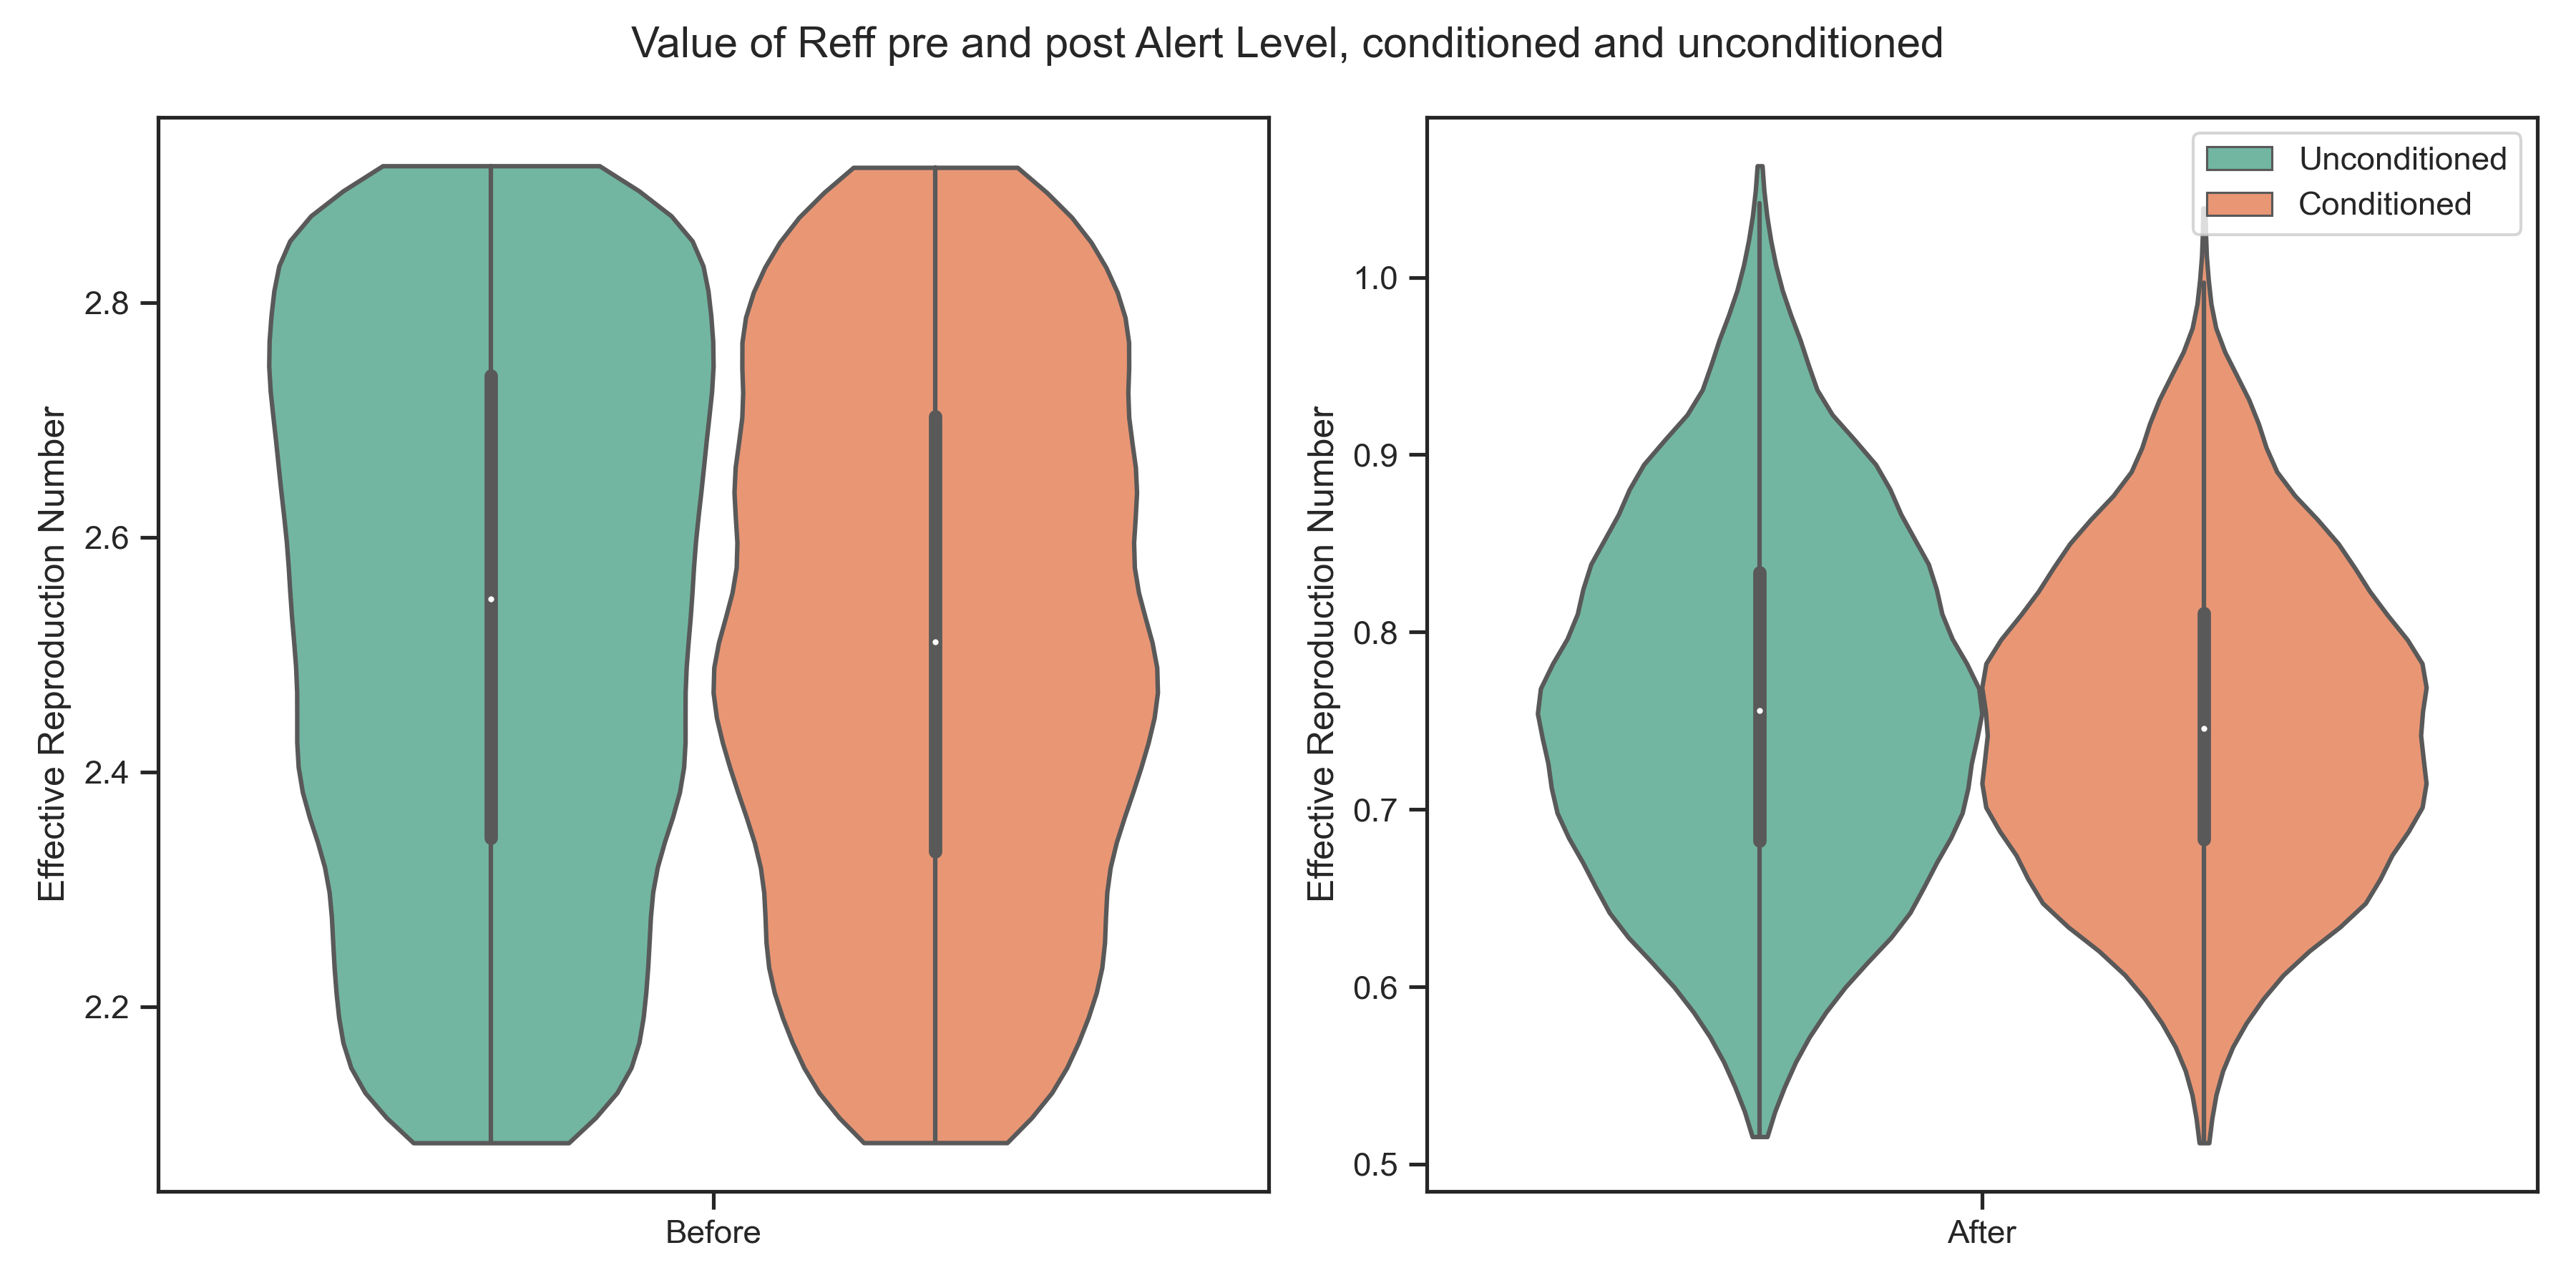 Value of Reff pre and post Alert Level, conditioned and unconditioned
Effective Reproduction Number
2.8
2.6
2.4
2.2
Before
Effective Reproduction Number
1.0
0.9
0.8
0.7
0.6
0.5
After
Unconditioned
Conditioned